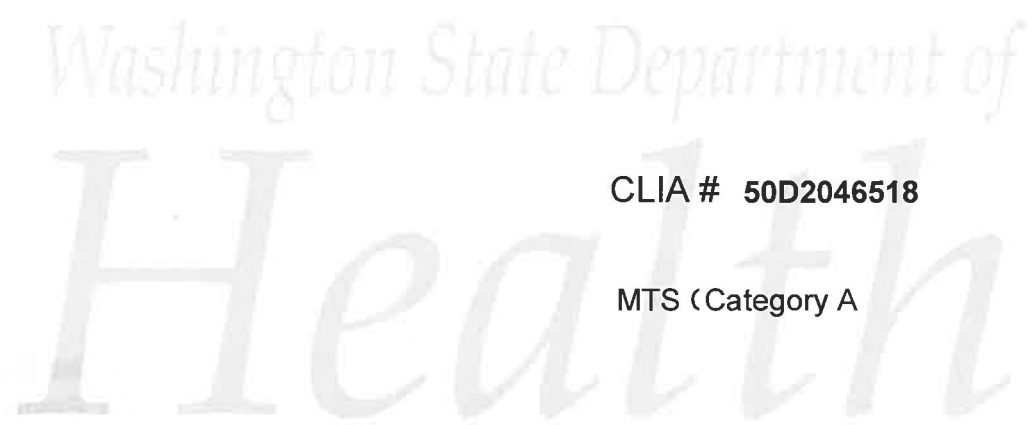 Washington State Department of
Health
CLIA # 50D2046518
MTS (Category A